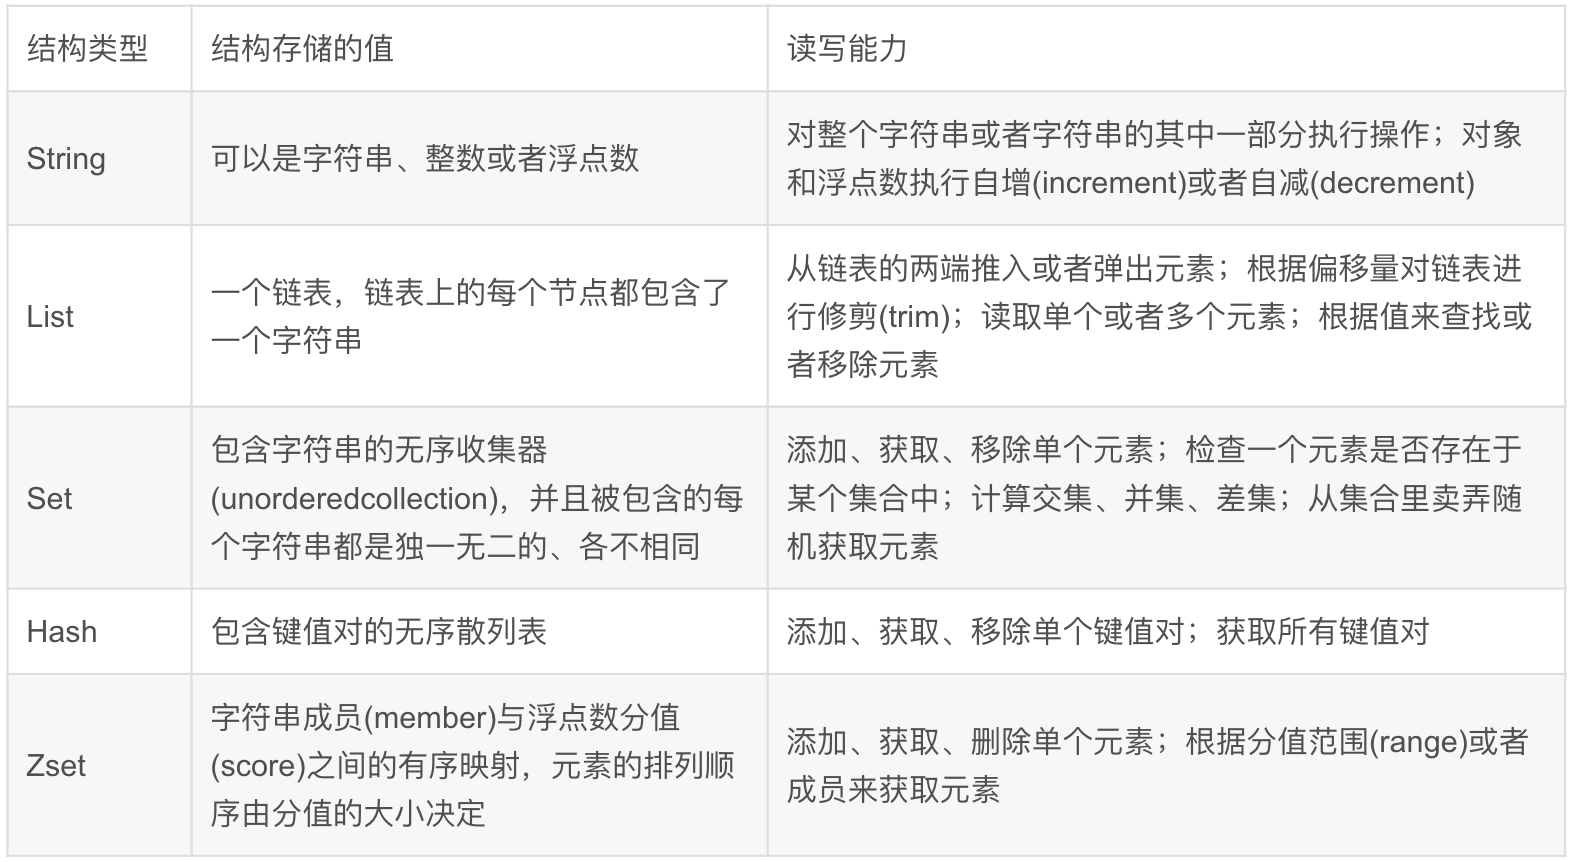 结构类型
结构存储的值
读写能力
String
可以是字符串、整数或者浮点数
对整个字符串或者字符串的其中一部分执行操作；对象
和浮点数执行自增(increment)或者自减(decrement)
List
一个链表，链表上的每个节点都包含了
一个字符串
从链表的两端推入或者弹出元素；根据偏移量对链表进
行修剪(trim)；读取单个或者多个元素；根据值来查找或
者移除元素
Set
包含字符串的无序收集器
(unorderedcollection)，并且被包含的每
个字符串都是独一无二的、各不相同
添加、获取、移除单个元素；检查一个元素是否存在于
某个集合中；计算交集、并集、差集；从集合里卖弄随
机获取元素
Hash
包含键值对的无序散列表
添加、获取、移除单个键值对；获取所有键值对
Zset
字符串成员(member)与浮点数分值
(score)之间的有序映射，元素的排列顺
序由分值的大小决定
添加、获取、删除单个元素；根据分值范围(range)或者
成员来获取元素